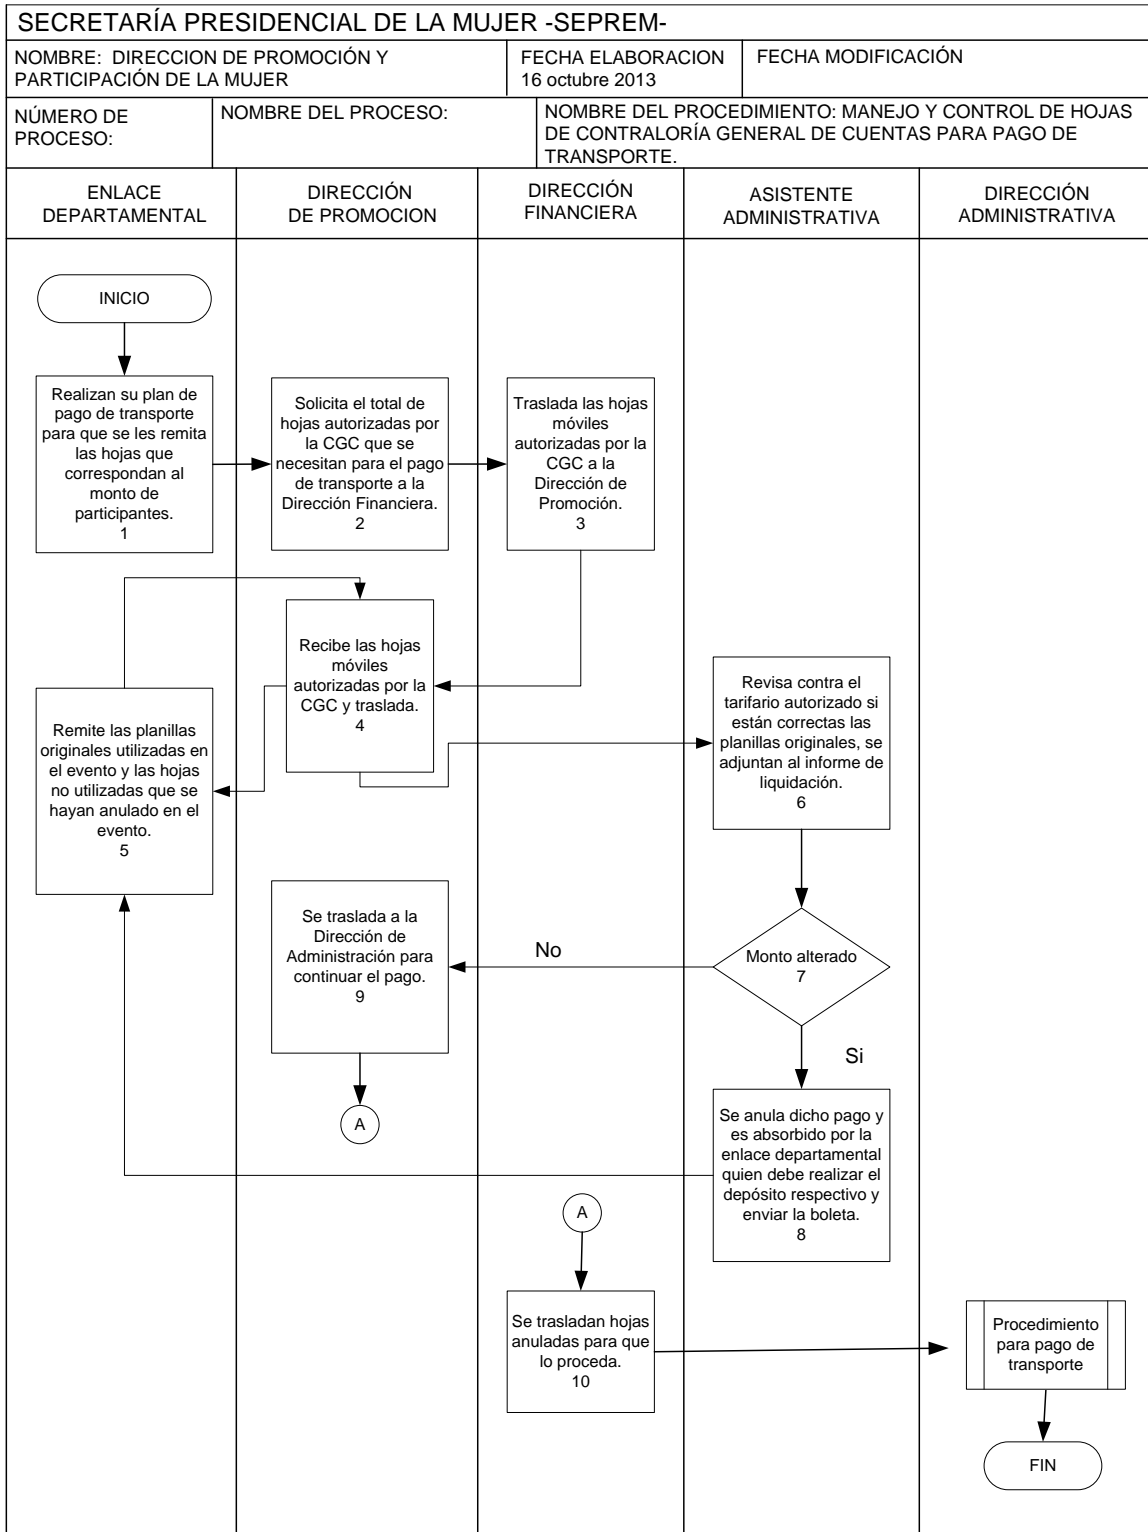 SECRETARÍA PRESIDENCIAL DE LA MUJER -SEPREM-
NOMBRE: DIRECCION DE PROMOCIÓN Y
PARTICIPACIÓN DE LA MUJER
FECHA ELABORACION
16 octubre 2013
FECHA MODIFICACIÓN
NÚMERO DE
PROCESO:
NOMBRE DEL PROCESO:
NOMBRE DEL PROCEDIMIENTO: MANEJO Y CONTROL DE HOJAS
DE CONTRALORÍA GENERAL DE CUENTAS PARA PAGO DE
TRANSPORTE.
ENLACE
DEPARTAMENTAL
DIRECCIÓN
DE PROMOCION
DIRECCIÓN
FINANCIERA
ASISTENTE
ADMINISTRATIVA
DIRECCIÓN
ADMINISTRATIVA
INICIO
Realizan su plan de
pago de transporte
para que se les remita
las hojas que
correspondan al
monto de
participantes.
1
Solicita el total de
hojas autorizadas por
la CGC que se
necesitan para el pago
de transporte a la
Dirección Financiera.
2
Traslada las hojas
móviles
autorizadas por la
CGC a la
Dirección de
Promoción.
3
Recibe las hojas
móviles
autorizadas por la
CGC y traslada.
4
Remite las planillas
originales utilizadas en
el evento y las hojas
no utilizadas que se
hayan anulado en el
evento.
5
Revisa contra el
tarifario autorizado si
están correctas las
planillas originales, se
adjuntan al informe de
liquidación.
6
Monto alterado
7
No
Si
Se traslada a la
Dirección de
Administración para
continuar el pago.
9
A
Se anula dicho pago y
es absorbido por la
enlace departamental
quien debe realizar el
depósito respectivo y
enviar la boleta.
8
A
Se trasladan hojas
anuladas para que
lo proceda.
10
Procedimiento
para pago de
transporte
FIN